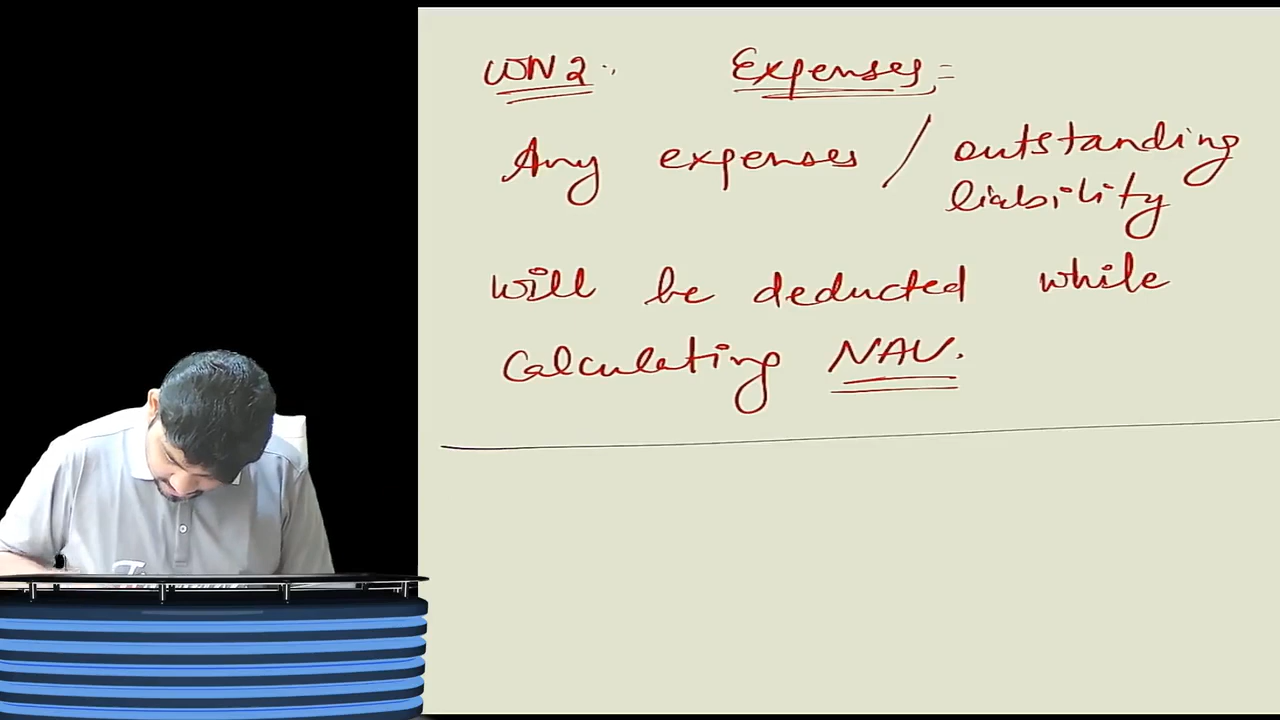 WN2:. Expenses:=
Any expenses / outstanding
liability
will be deducted while
Calculating NAV.